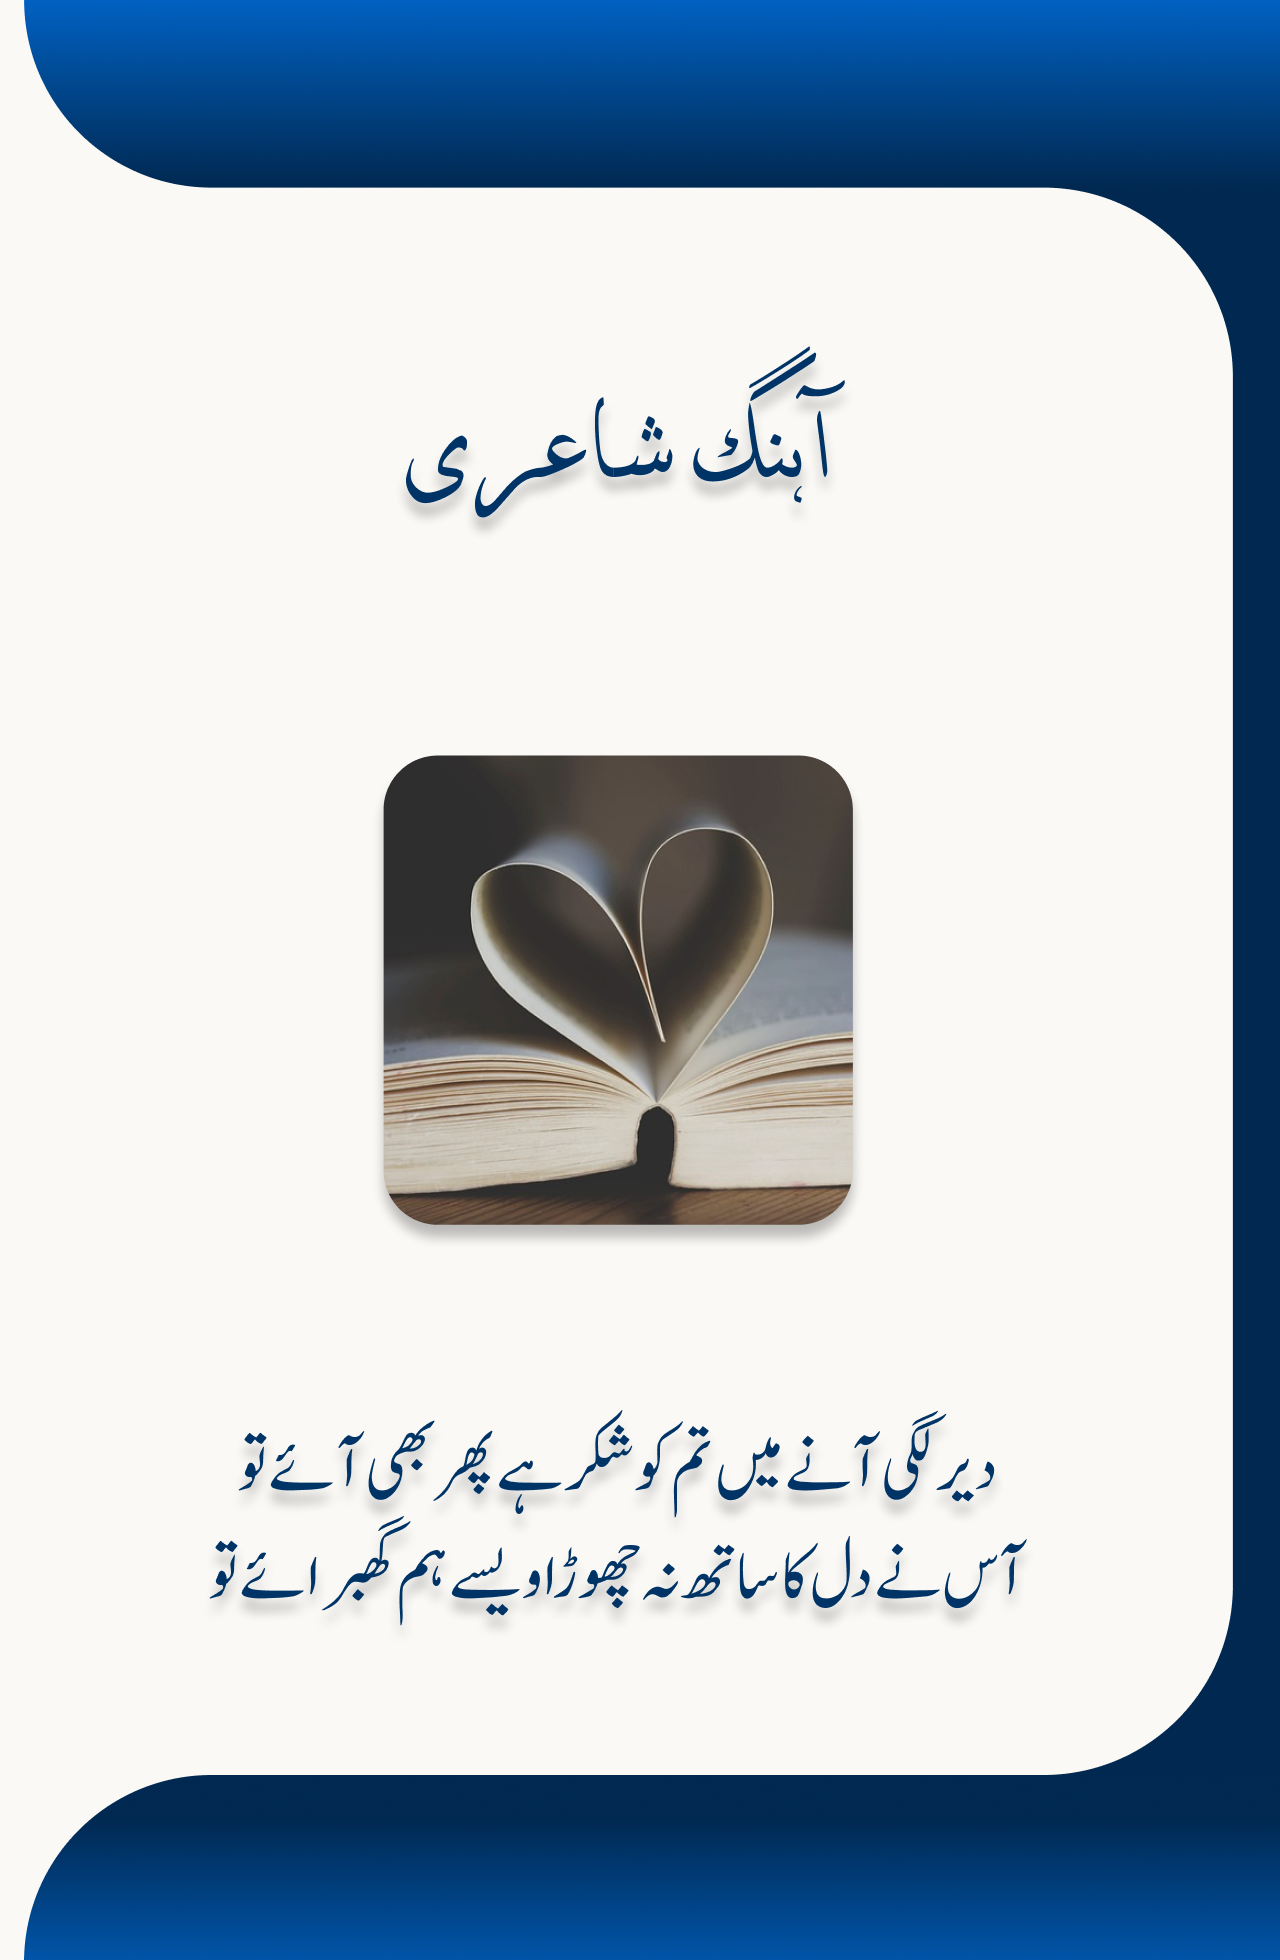 آہنگ شاعری
دیر لگی آنے میں تم کو شکر ہے پھر بھی آئے تو
آس نے دل کا ساتھ نہ چھوڑا ویسے ہم گھبرائے تو